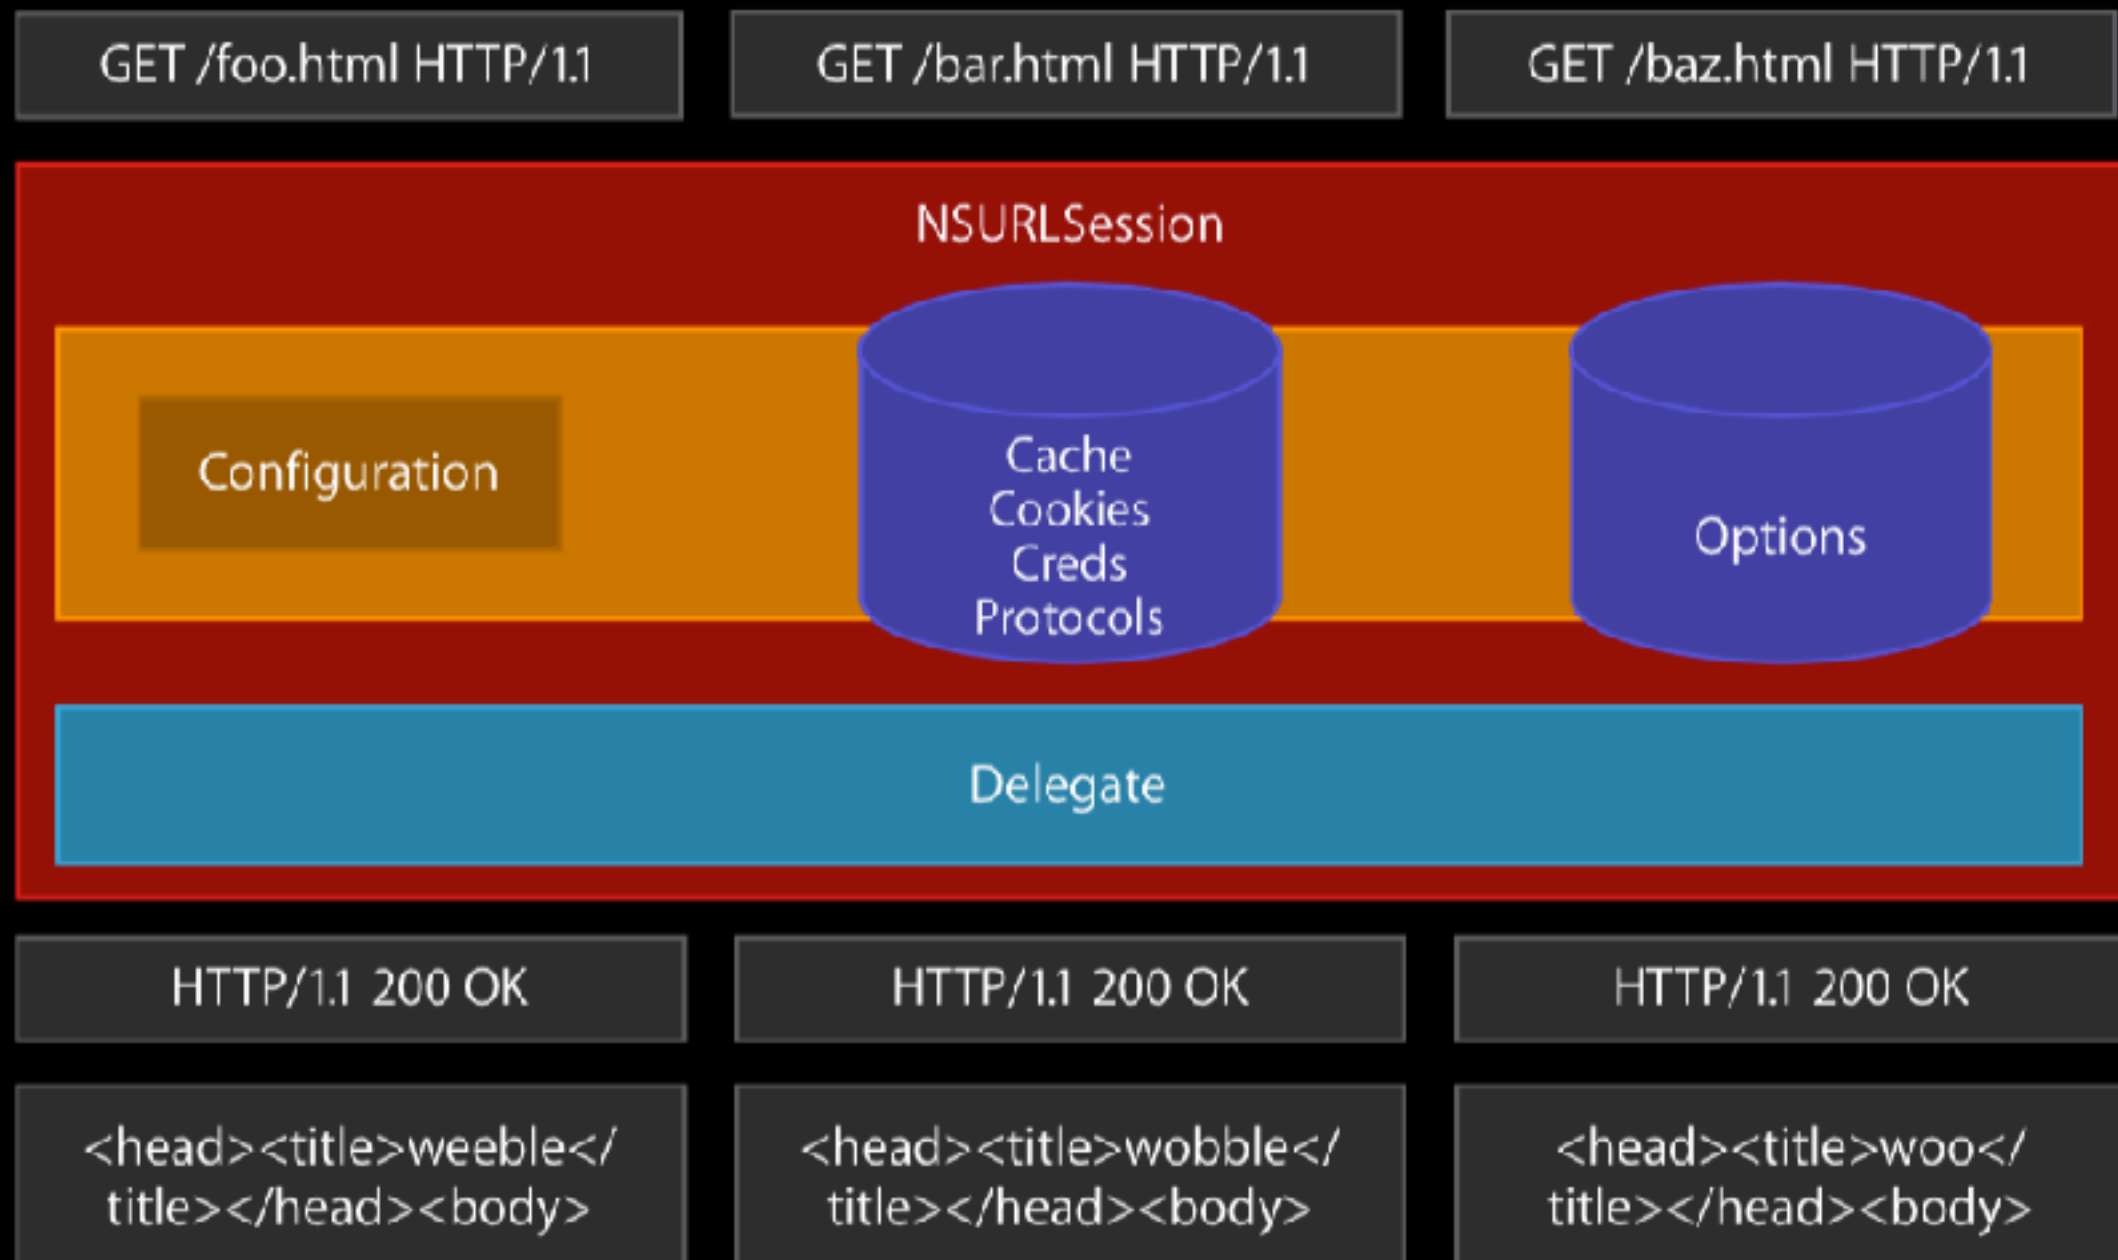 GET /foo.html HTTP/1.1
GET /bar.html HTTP/1.1
GET /baz.html HTTP/1.1
NSURLSession
Configuration
Cache
Cookies
Creds
Protocols
Options
Delegate
HTTP/1.1 200 OK
HTTP/1.1 200 OK
HTTP/1.1 200 OK
<head><title>weeble</
title></head><body>
<head><title>wobble</
title></head><body>
<head><title>woo</
title></head><body>